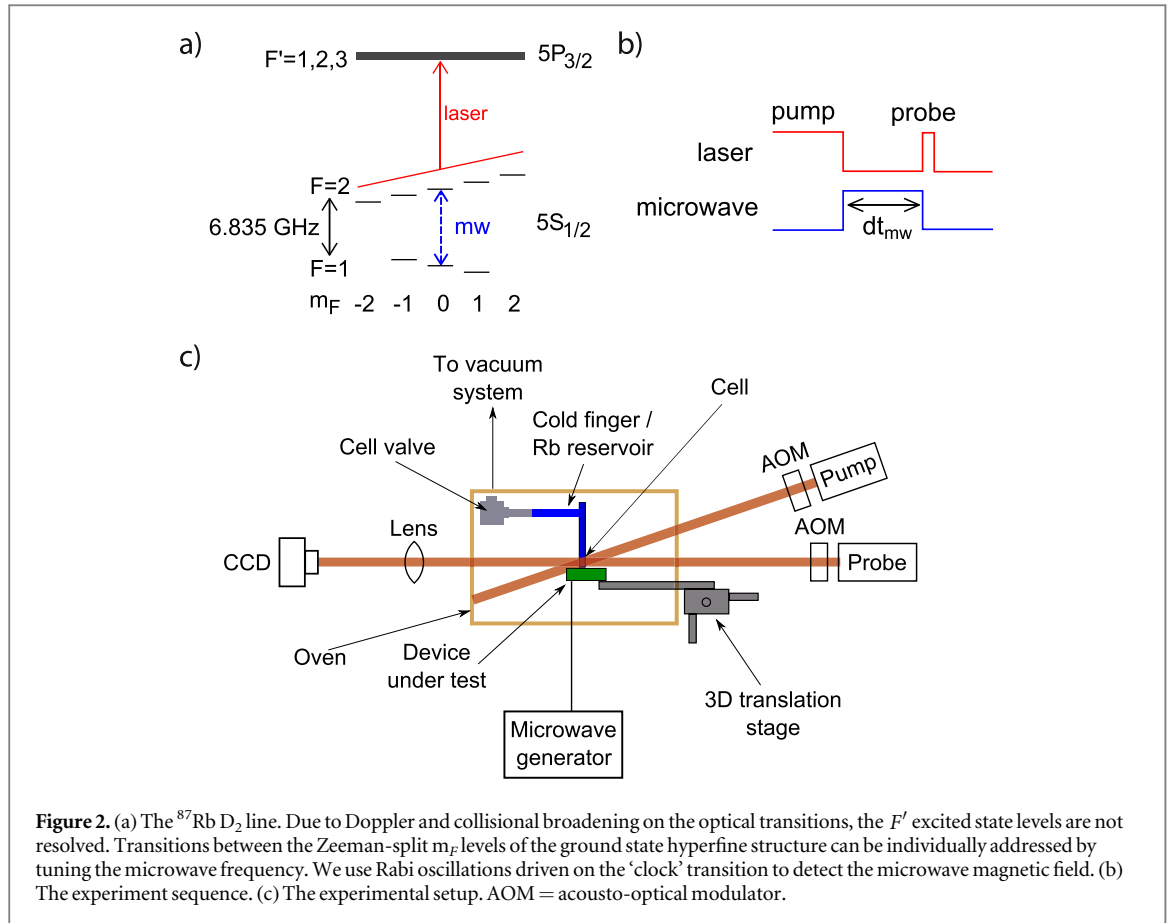 a)
F'=1,2,3
5P3/2
laser
F=2
6.835 GHz
mw
5S1/2
F=1
mF -2 -1 0 1 2
b)
pump
probe
laser
microwave
dtmw
c)
To vacuum
system
Cell
Cold finger /
Rb reservoir
Cell valve
AOM
Pump
Lens
AOM
CCD
Probe
Oven
Device
under test
3D translation
stage
Microwave
generator
Figure 2. (a) The 87Rb D2 line. Due to Doppler and collisional broadening on the optical transitions, the F′ excited state levels are not
resolved. Transitions between the Zeeman-split mF levels of the ground state hyperfine structure can be individually addressed by
tuning the microwave frequency. We use Rabi oscillations driven on the ‘clock’ transition to detect the microwave magnetic field. (b)
The experiment sequence. (c) The experimental setup. AOM = acousto-optical modulator.